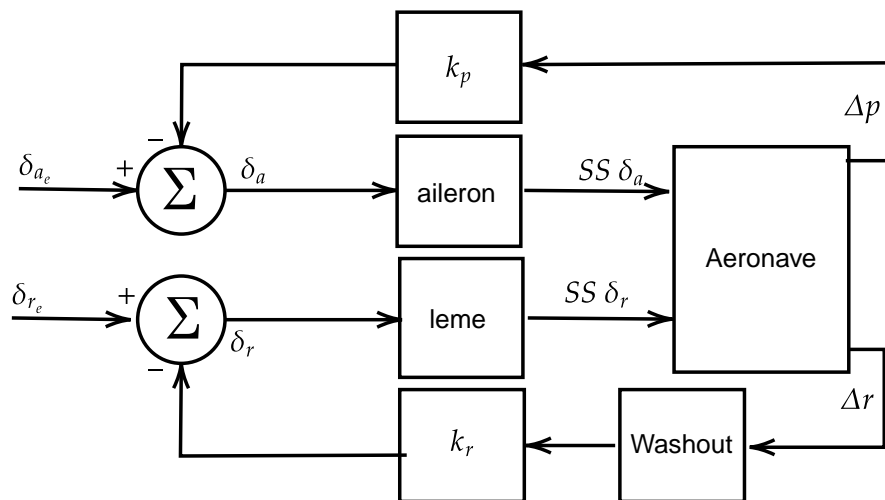 k_p
Δp
−
δ_{a_e}
+
Σ
δ_a
aileron
SS δ_a
Aeronave
δ_{r_e}
+
Σ
δ_r
leme
SS δ_r
−
Δr
k_r
Washout